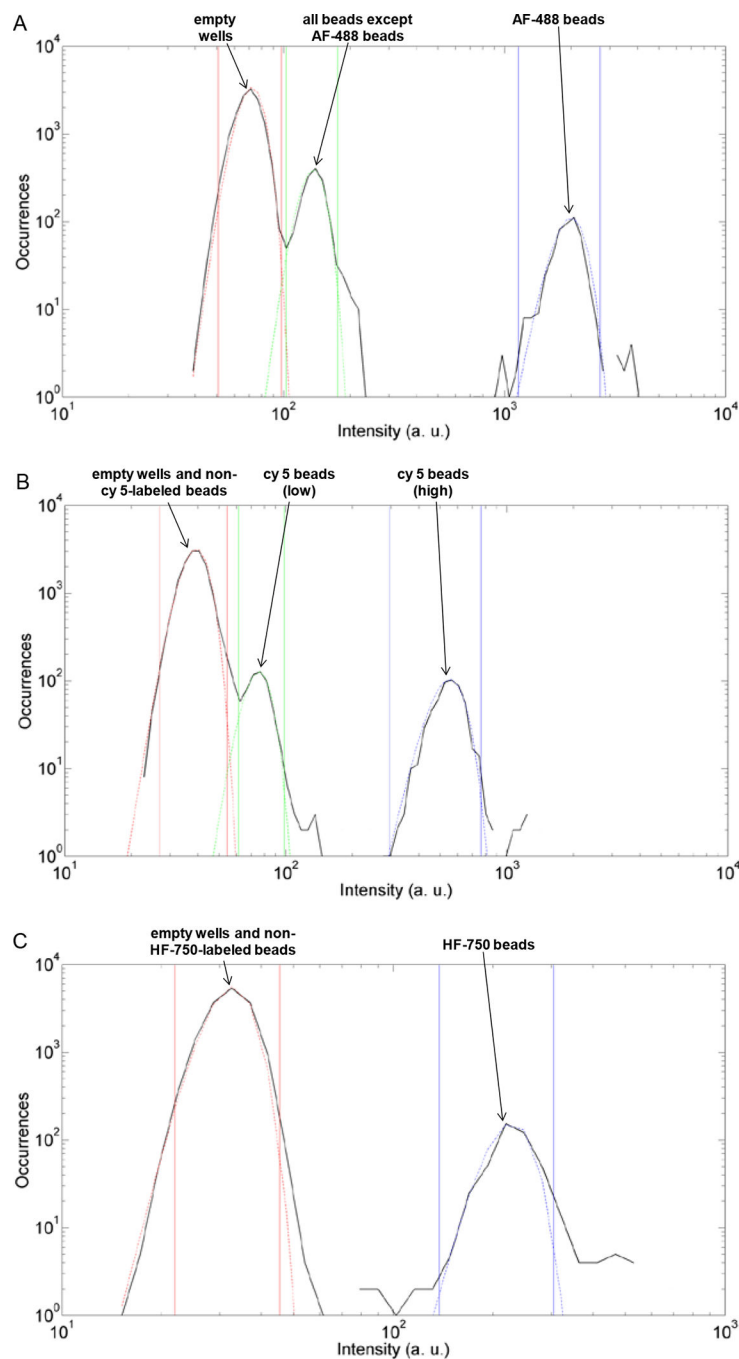 A
empty
wells
all beads except
AF-488 beads
AF-488 beads
10^4
10^3
10^2
10^1
10^0
Occurrences
10^1
10^2
10^3
10^4
Intensity (a. u.)
B
empty wells and non-
cy 5-labeled beads
cy 5 beads
(low)
cy 5 beads
(high)
10^4
10^3
10^2
10^1
10^0
Occurrences
10^1
10^2
10^3
10^4
Intensity (a. u.)
C
empty wells and non-
HF-750-labeled beads
HF-750 beads
10^4
10^3
10^2
10^1
10^0
Occurrences
10^1
10^2
10^3
Intensity (a. u.)